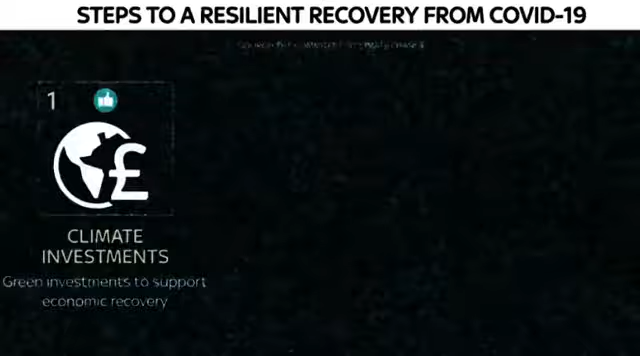 STEPS TO A RESILIENT RECOVERY FROM COVID-19
1
£
CLIMATE
INVESTMENTS
Green investments to support
economic recovery